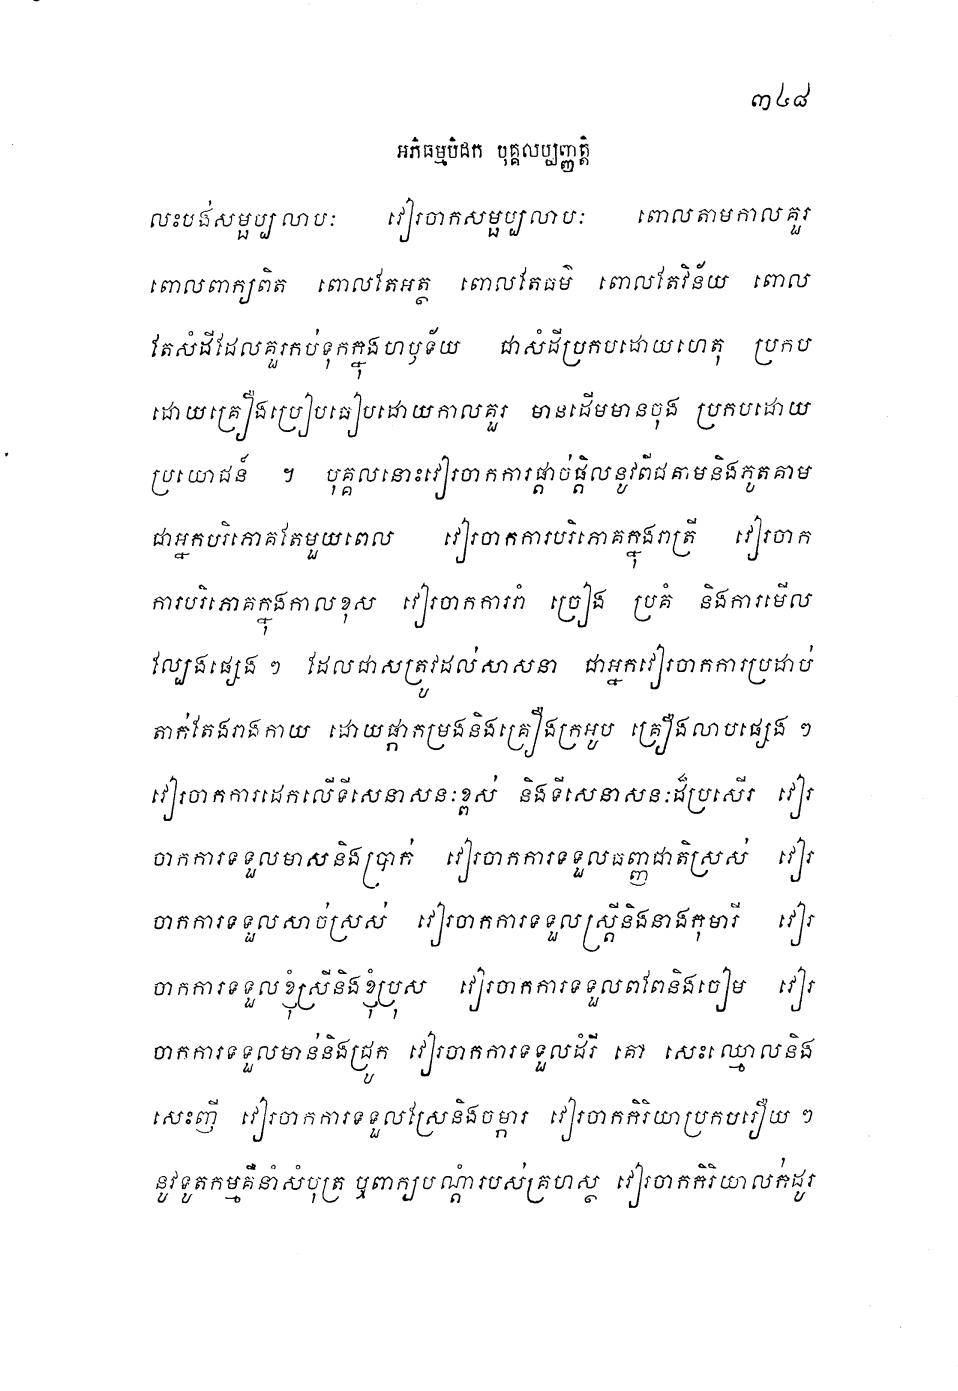 ៣៤៨
អភិធម្មបិដក បុគ្គលប្បញ្ញត្តិ
លះបង់សម្ផប្បលាបៈ វៀរចាកសម្ផប្បលាបៈ ពោលតាមកាលគួរ
ពោលពាក្យពិត ពោលតែអត្ថ ពោលតែធម៌ ពោលតែវិន័យ ពោល
តែសំដីដែលគួរកប់ទុកក្នុងហឫទ័យ ជាសំដីប្រកបដោយហេតុ ប្រកប
ដោយគ្រឿងប្រៀបធៀបដោយកាលគួរ មានដើមមានចុង ប្រកបដោយ
ប្រយោជន៍ ។ បុគ្គលនោះវៀរចាកការផ្តាច់ផ្តិលនូវពីជគាមនិងភូតគាម
ជាអ្នកបរិភោគតែមួយពេល វៀរចាកការបរិភោគក្នុងរាត្រី វៀរចាក
ការបរិភោគក្នុងកាលខុស វៀរចាកការរាំ ច្រៀង ប្រគំ និងការមើល
ល្បែងផ្សេងៗ ដែលជាសត្រូវដល់សាសនា ជាអ្នកវៀរចាកការប្រដាប់
តាក់តែងរាងកាយ ដោយផ្កាកម្រងនិងគ្រឿងក្រអូប គ្រឿងលាបផ្សេងៗ
វៀរចាកការដេកលើទីសេនាសនៈខ្ពស់ និងទីសេនាសនៈដ៏ប្រសើរ វៀរ
ចាកការទទួលមាសនិងប្រាក់ វៀរចាកការទទួលធញ្ញជាតិស្រស់ វៀរ
ចាកការទទួលសាច់ស្រស់ វៀរចាកការទទួលស្រ្តីនិងនាងកុមារី វៀរ
ចាកការទទួលខ្ញុំស្រីនិងខ្ញុំប្រុស វៀរចាកការទទួលពពែនិងចៀម វៀរ
ចាកការទទួលមាន់និងជ្រូក វៀរចាកការទទួលដំរី គោ សេះឈ្មោលនិង
សេះញី វៀរចាកការទទួលស្រែនិងចម្ការ វៀរចាកកិរិយាប្រកបរឿយៗ
នូវទូតកម្មគឺនាំសំបុត្រ ឬពាក្យបណ្តាំរបស់គ្រហស្ថ វៀរចាកកិរិយាលក់ដូរ